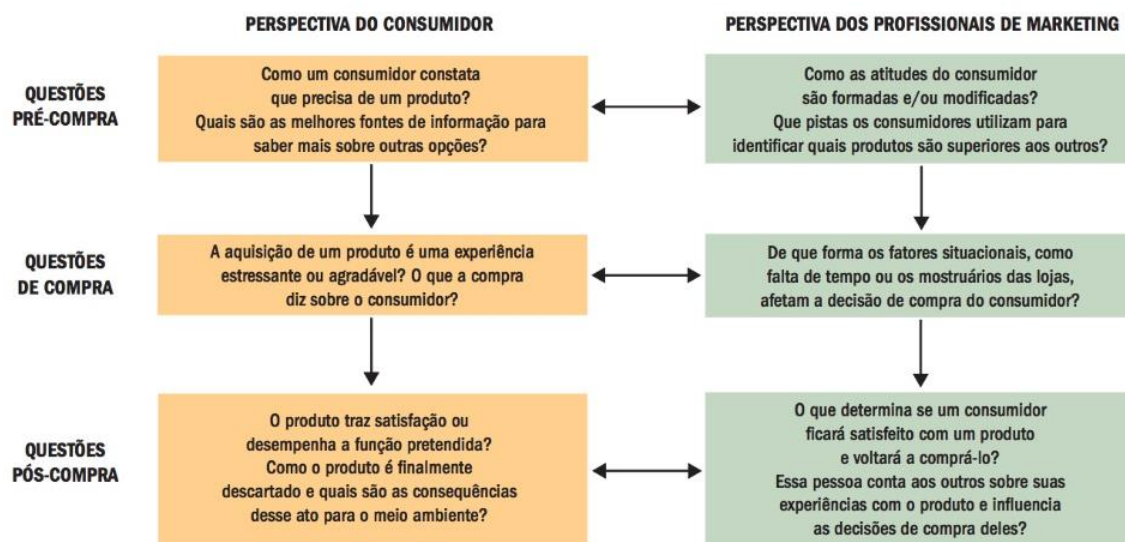 PERSPECTIVA DO CONSUMIDOR
PERSPECTIVA DOS PROFISSIONAIS DE MARKETING
QUESTÕES
PRÉ-COMPRA
Como um consumidor constata
que precisa de um produto?
Quais são as melhores fontes de informação para
saber mais sobre outras opções?
Como as atitudes do consumidor
são formadas e/ou modificadas?
Que pistas os consumidores utilizam para
identificar quais produtos são superiores aos outros?
QUESTÕES
DE COMPRA
A aquisição de um produto é uma experiência
estressante ou agradável? O que a compra
diz sobre o consumidor?
De que forma os fatores situacionais, como
falta de tempo ou os mostruários das lojas,
afetam a decisão de compra do consumidor?
QUESTÕES
PÓS-COMPRA
O produto traz satisfação ou
desempenha a função pretendida?
Como o produto é finalmente
descartado e quais são as consequências
desse ato para o meio ambiente?
O que determina se um consumidor
ficará satisfeito com um produto
e voltará a comprá-lo?
Essa pessoa conta aos outros sobre suas
experiências com o produto e influencia
as decisões de compra deles?